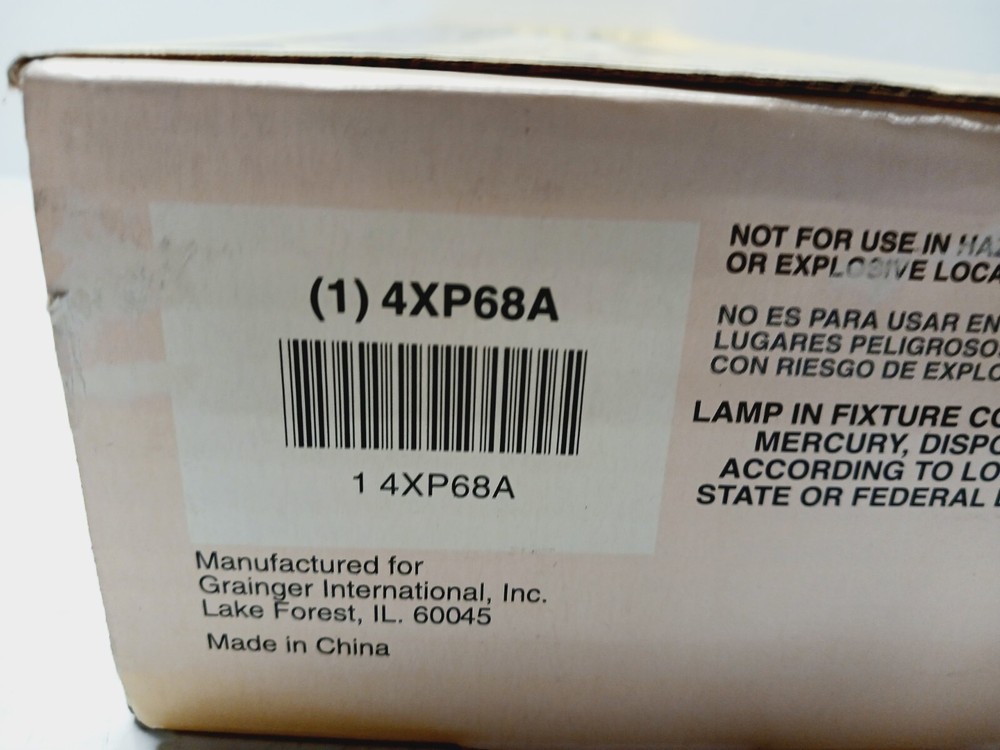 (1) 4XP68A
1 4XP68A
Manufactured for
Grainger International, Inc.
Lake Forest, IL. 60045
Made in China
NOT FOR USE IN
OR EXPLOSIVE
NO ES PARA USAR EN
LUGARES
CON RIESGO DE
LAMP IN FIXTURE
MERCURY,
ACCORDING TO
STATE OR FEDERAL